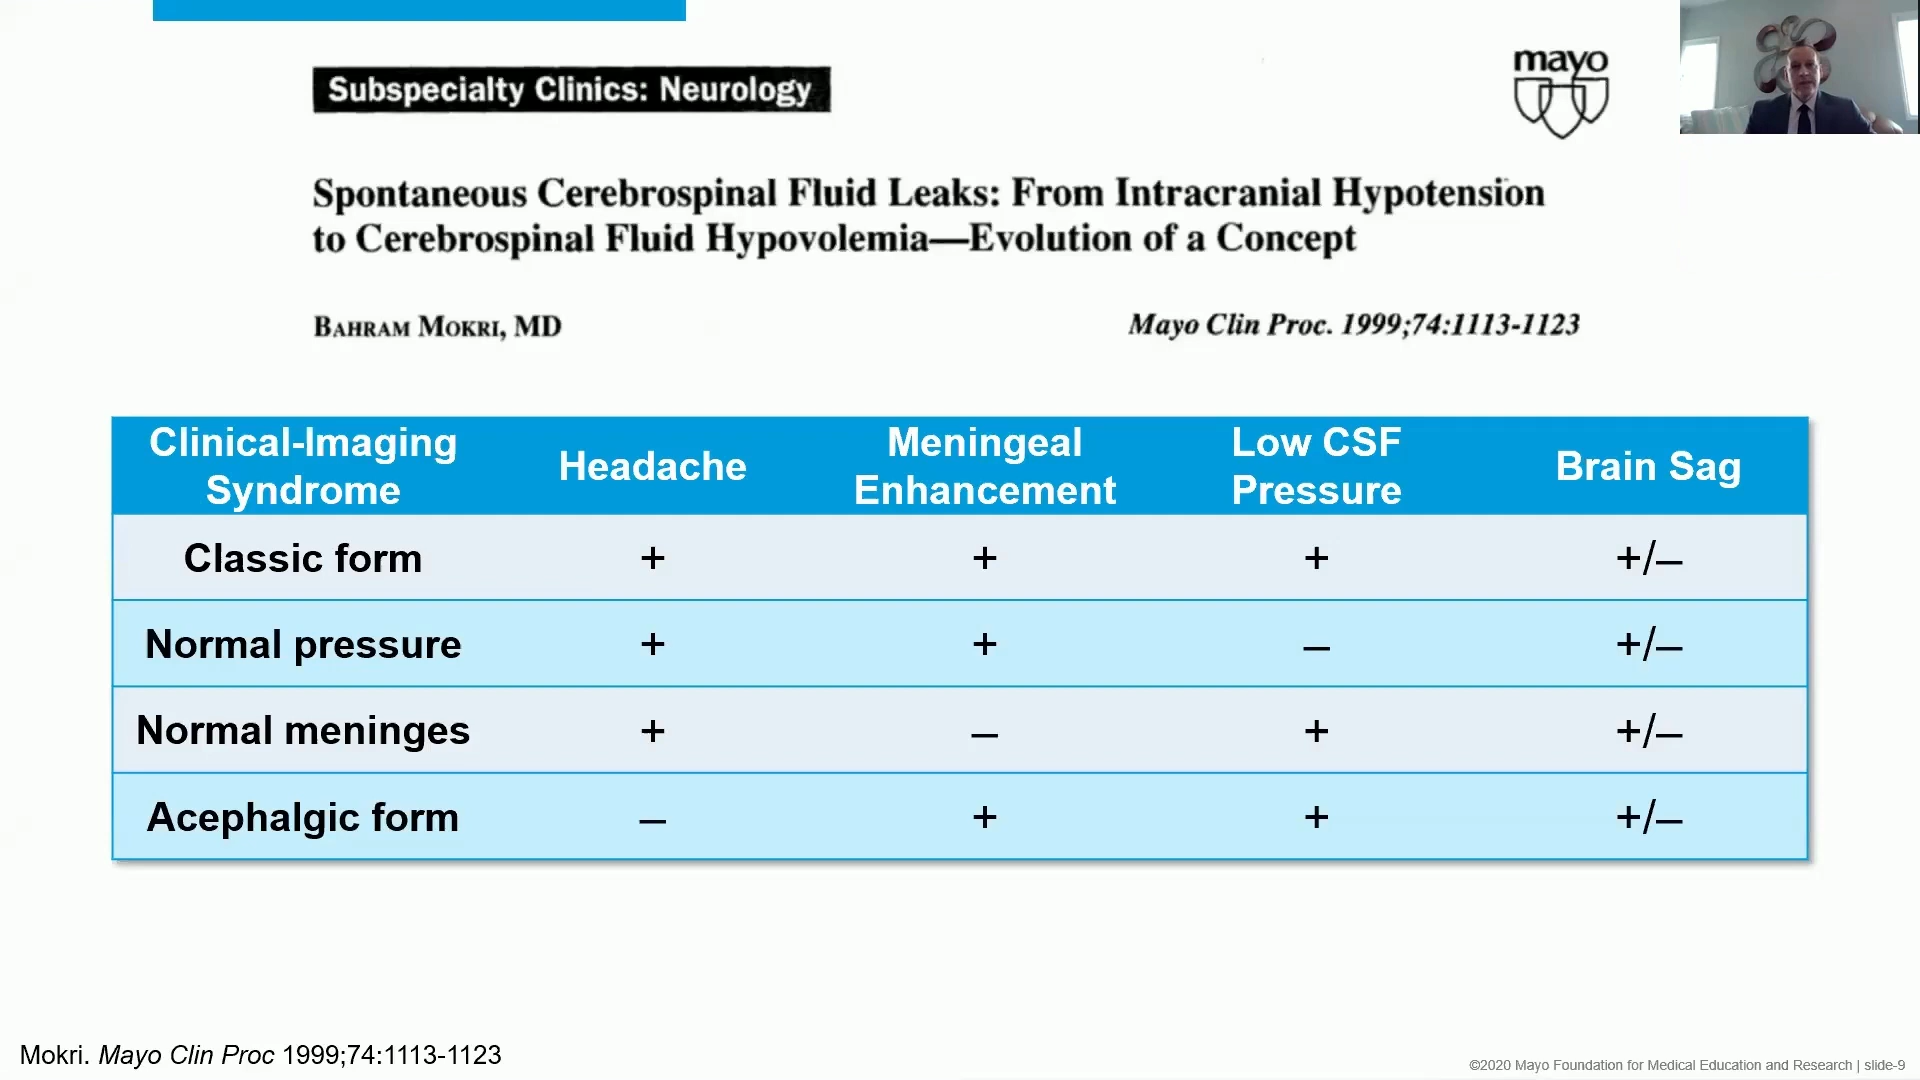 Subspecialty Clinics: Neurology
mayo
Spontaneous Cerebrospinal Fluid Leaks: From Intracranial Hypotension
to Cerebrospinal Fluid Hypovolemia—Evolution of a Concept
BAHRAM MOKRI, MD
Mayo Clin Proc. 1999;74:1113-1123
Clinical-Imaging
Syndrome
Headache
Meningeal
Enhancement
Low CSF
Pressure
Brain Sag
Classic form + + + +/–
Normal pressure + + – +/–
Normal meninges + – + +/–
Acephalgic form – + + +/–
Mokri. Mayo Clin Proc 1999;74:1113-1123
©2020 Mayo Foundation for Medical Education and Research | slide-9